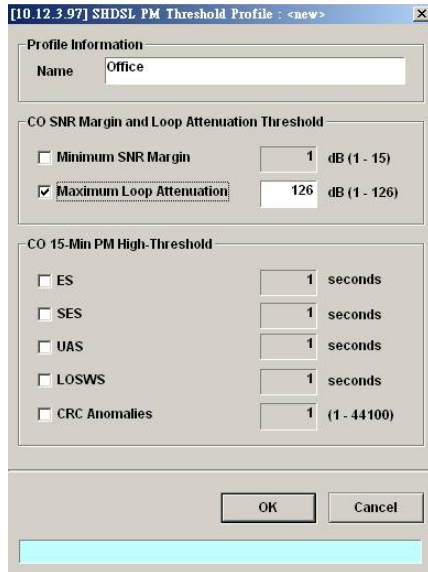 [10.12.3.97] SHDSL PM Threshold Profile : <new>
Profile Information
Name Office
CO SNR Margin and Loop Attenuation Threshold
Minimum SNR Margin 1 dB (1 - 15)
Maximum Loop Attenuation 126 dB (1 - 126)
CO 15-Min PM High-Threshold
ES 1 seconds
SES 1 seconds
UAS 1 seconds
LOSWS 1 seconds
CRC Anomalies 1 (1 - 44100)
OK Cancel